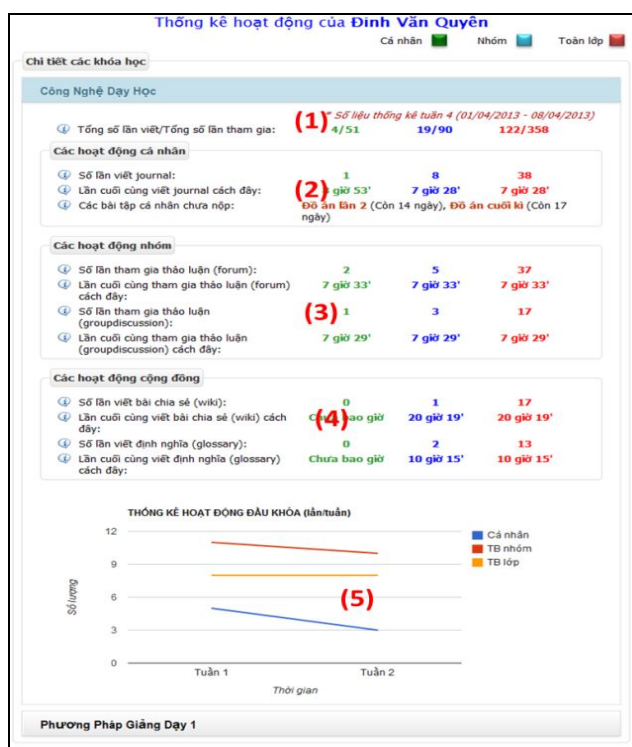 Thống kê hoạt động của Đinh Văn Quyên
Cá nhân Nhóm Toàn lớp
Chi tiết các khóa học
Công Nghệ Dạy Học
* Số liệu thống kê tuần 4 (01/04/2013 - 08/04/2013)
Tổng số lần viết/Tổng số lần tham gia: (1) 4/51 19/90 122/358
Các hoạt động cá nhân
Số lần viết journal: 1 8 38
Lần cuối cùng viết journal cách đây: (2) giờ 53' 7 giờ 28' 7 giờ 28'
Các bài tập cá nhân chưa nộp: Đồ án lần 2 (Còn 14 ngày), Đồ án cuối kì (Còn 17
ngày)
Các hoạt động nhóm
Số lần tham gia thảo luận (forum): 2 5 37
Lần cuối cùng tham gia thảo luận (forum) 7 giờ 33' 7 giờ 33' 7 giờ 33'
cách đây:
Số lần tham gia thảo luận (3) 1 3 17
(groupdiscussion):
Lần cuối cùng tham gia thảo luận 7 giờ 29' 7 giờ 29' 7 giờ 29'
(groupdiscussion) cách đây:
Các hoạt động cộng đồng
Số lần viết bài chia sẻ (wiki): 0 1 17
Lần cuối cùng viết bài chia sẻ (wiki) cách (4) bao giờ 20 giờ 19' 20 giờ 19'
đây:
Số lần viết định nghĩa (glossary): 0 2 13
Lần cuối cùng viết định nghĩa (glossary) Chưa bao giờ 10 giờ 15' 10 giờ 15'
cách đây:
THỐNG KÊ HOẠT ĐỘNG ĐẦU KHÓA (lần/tuần)
12
9
6
3
0
Số lượng
(5)
Cá nhân
TB nhóm
TB lớp
Tuần 1 Tuần 2
Thời gian
Phương Pháp Giảng Dạy 1